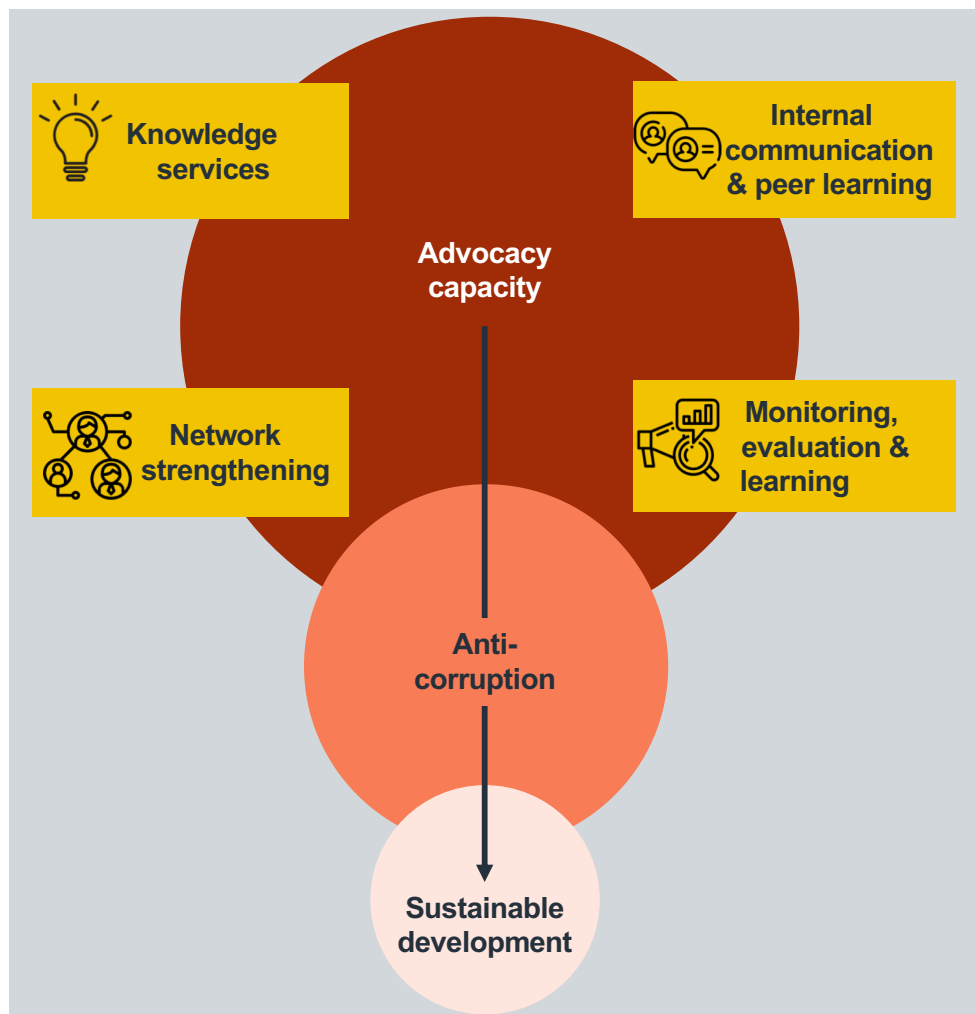 Knowledge
services
Internal
communication
& peer learning
Advocacy
capacity
Network
strengthening
Monitoring,
evaluation &
learning
Anti-
corruption
Sustainable
development